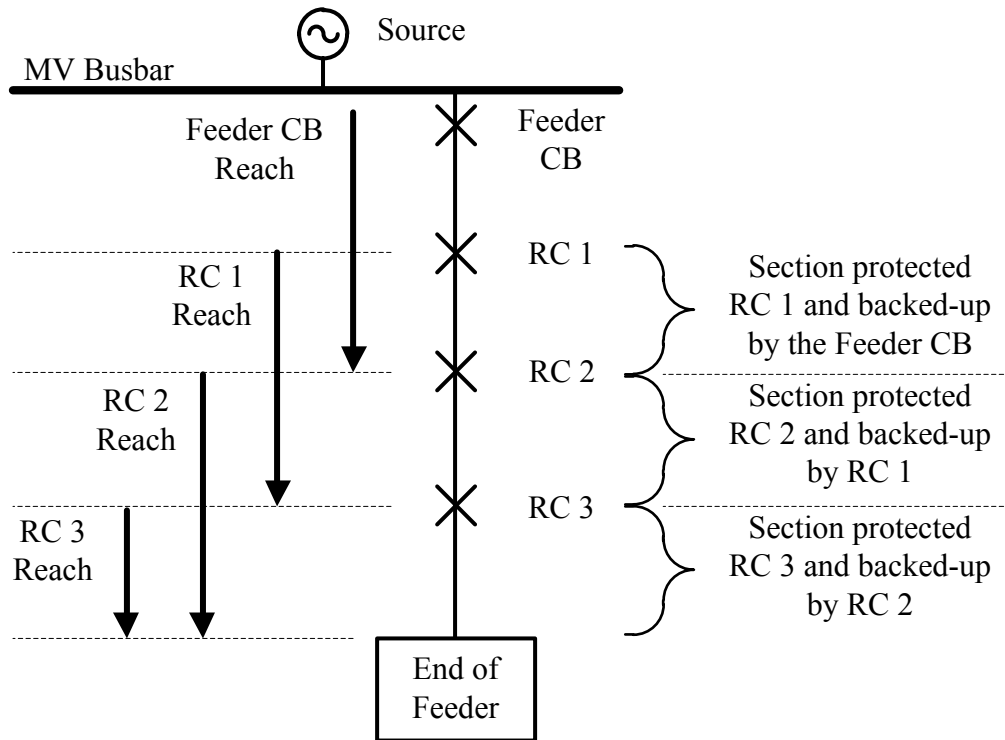 Source
MV Busbar
Feeder CB
Reach
Feeder
CB
RC 1
RC 1
Reach
Section protected
RC 1 and backed-up
by the Feeder CB
RC 2
RC 2
Reach
Section protected
RC 2 and backed-up
by RC 1
RC 3
RC 3
Reach
Section protected
RC 3 and backed-up
by RC 2
End of
Feeder